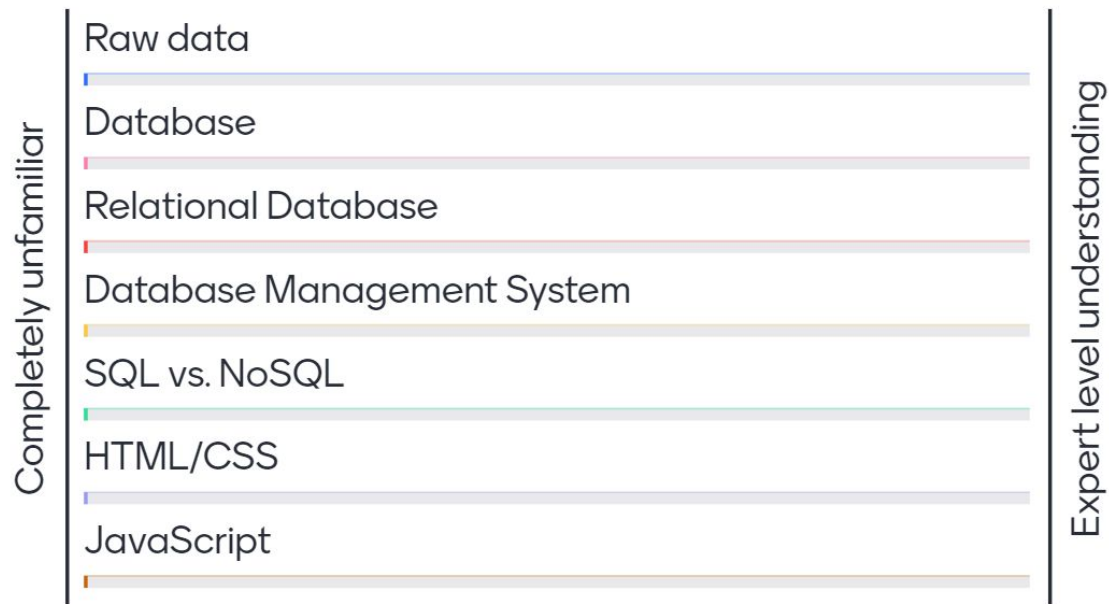 Completely unfamiliar
Raw data
Database
Relational Database
Database Management System
SQL vs. NoSQL
HTML/CSS
JavaScript
Expert level understanding